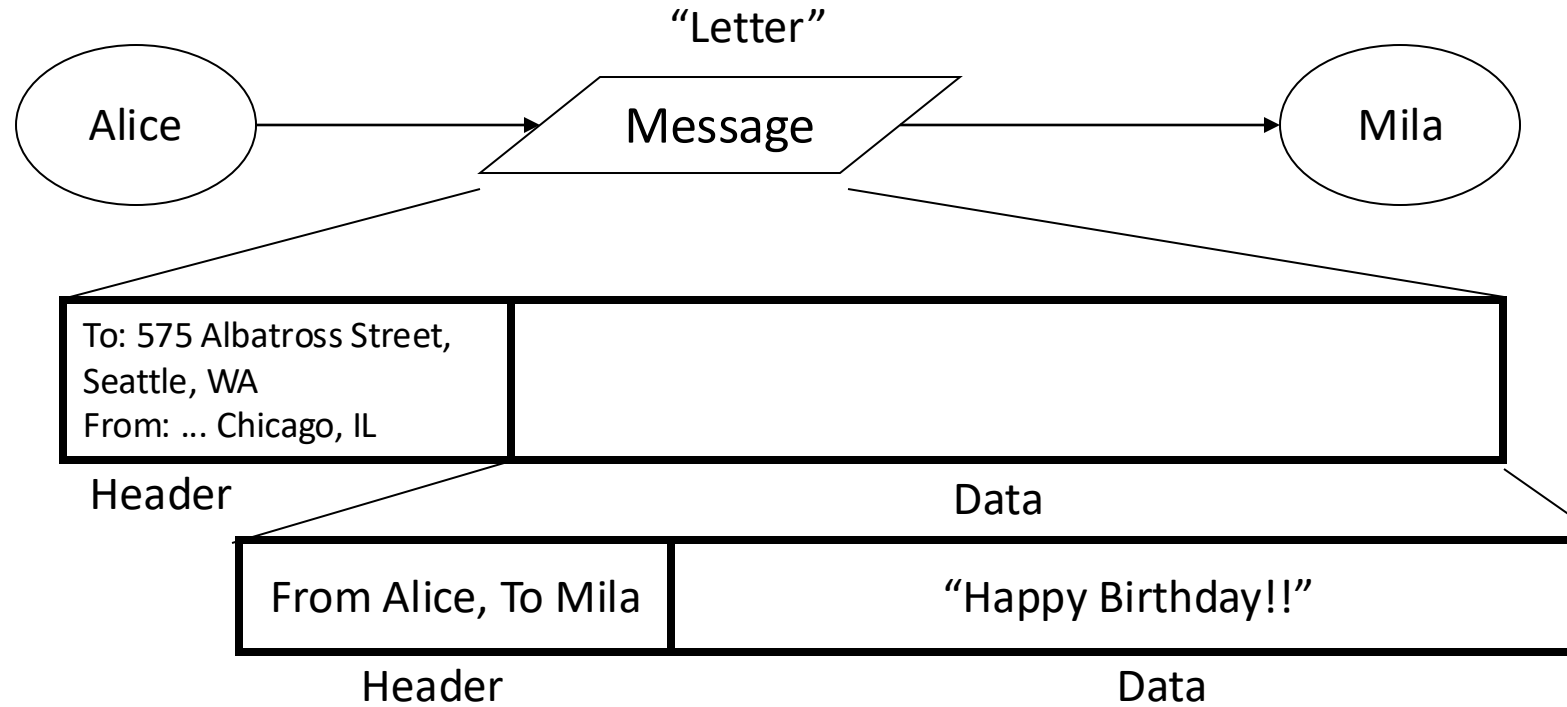 “Letter”
Alice
Message
Mila
To: 575 Albatross Street,
Seattle, WA
From: ... Chicago, IL
Header
Data
From Alice, To Mila
“Happy Birthday!!”
Header
Data